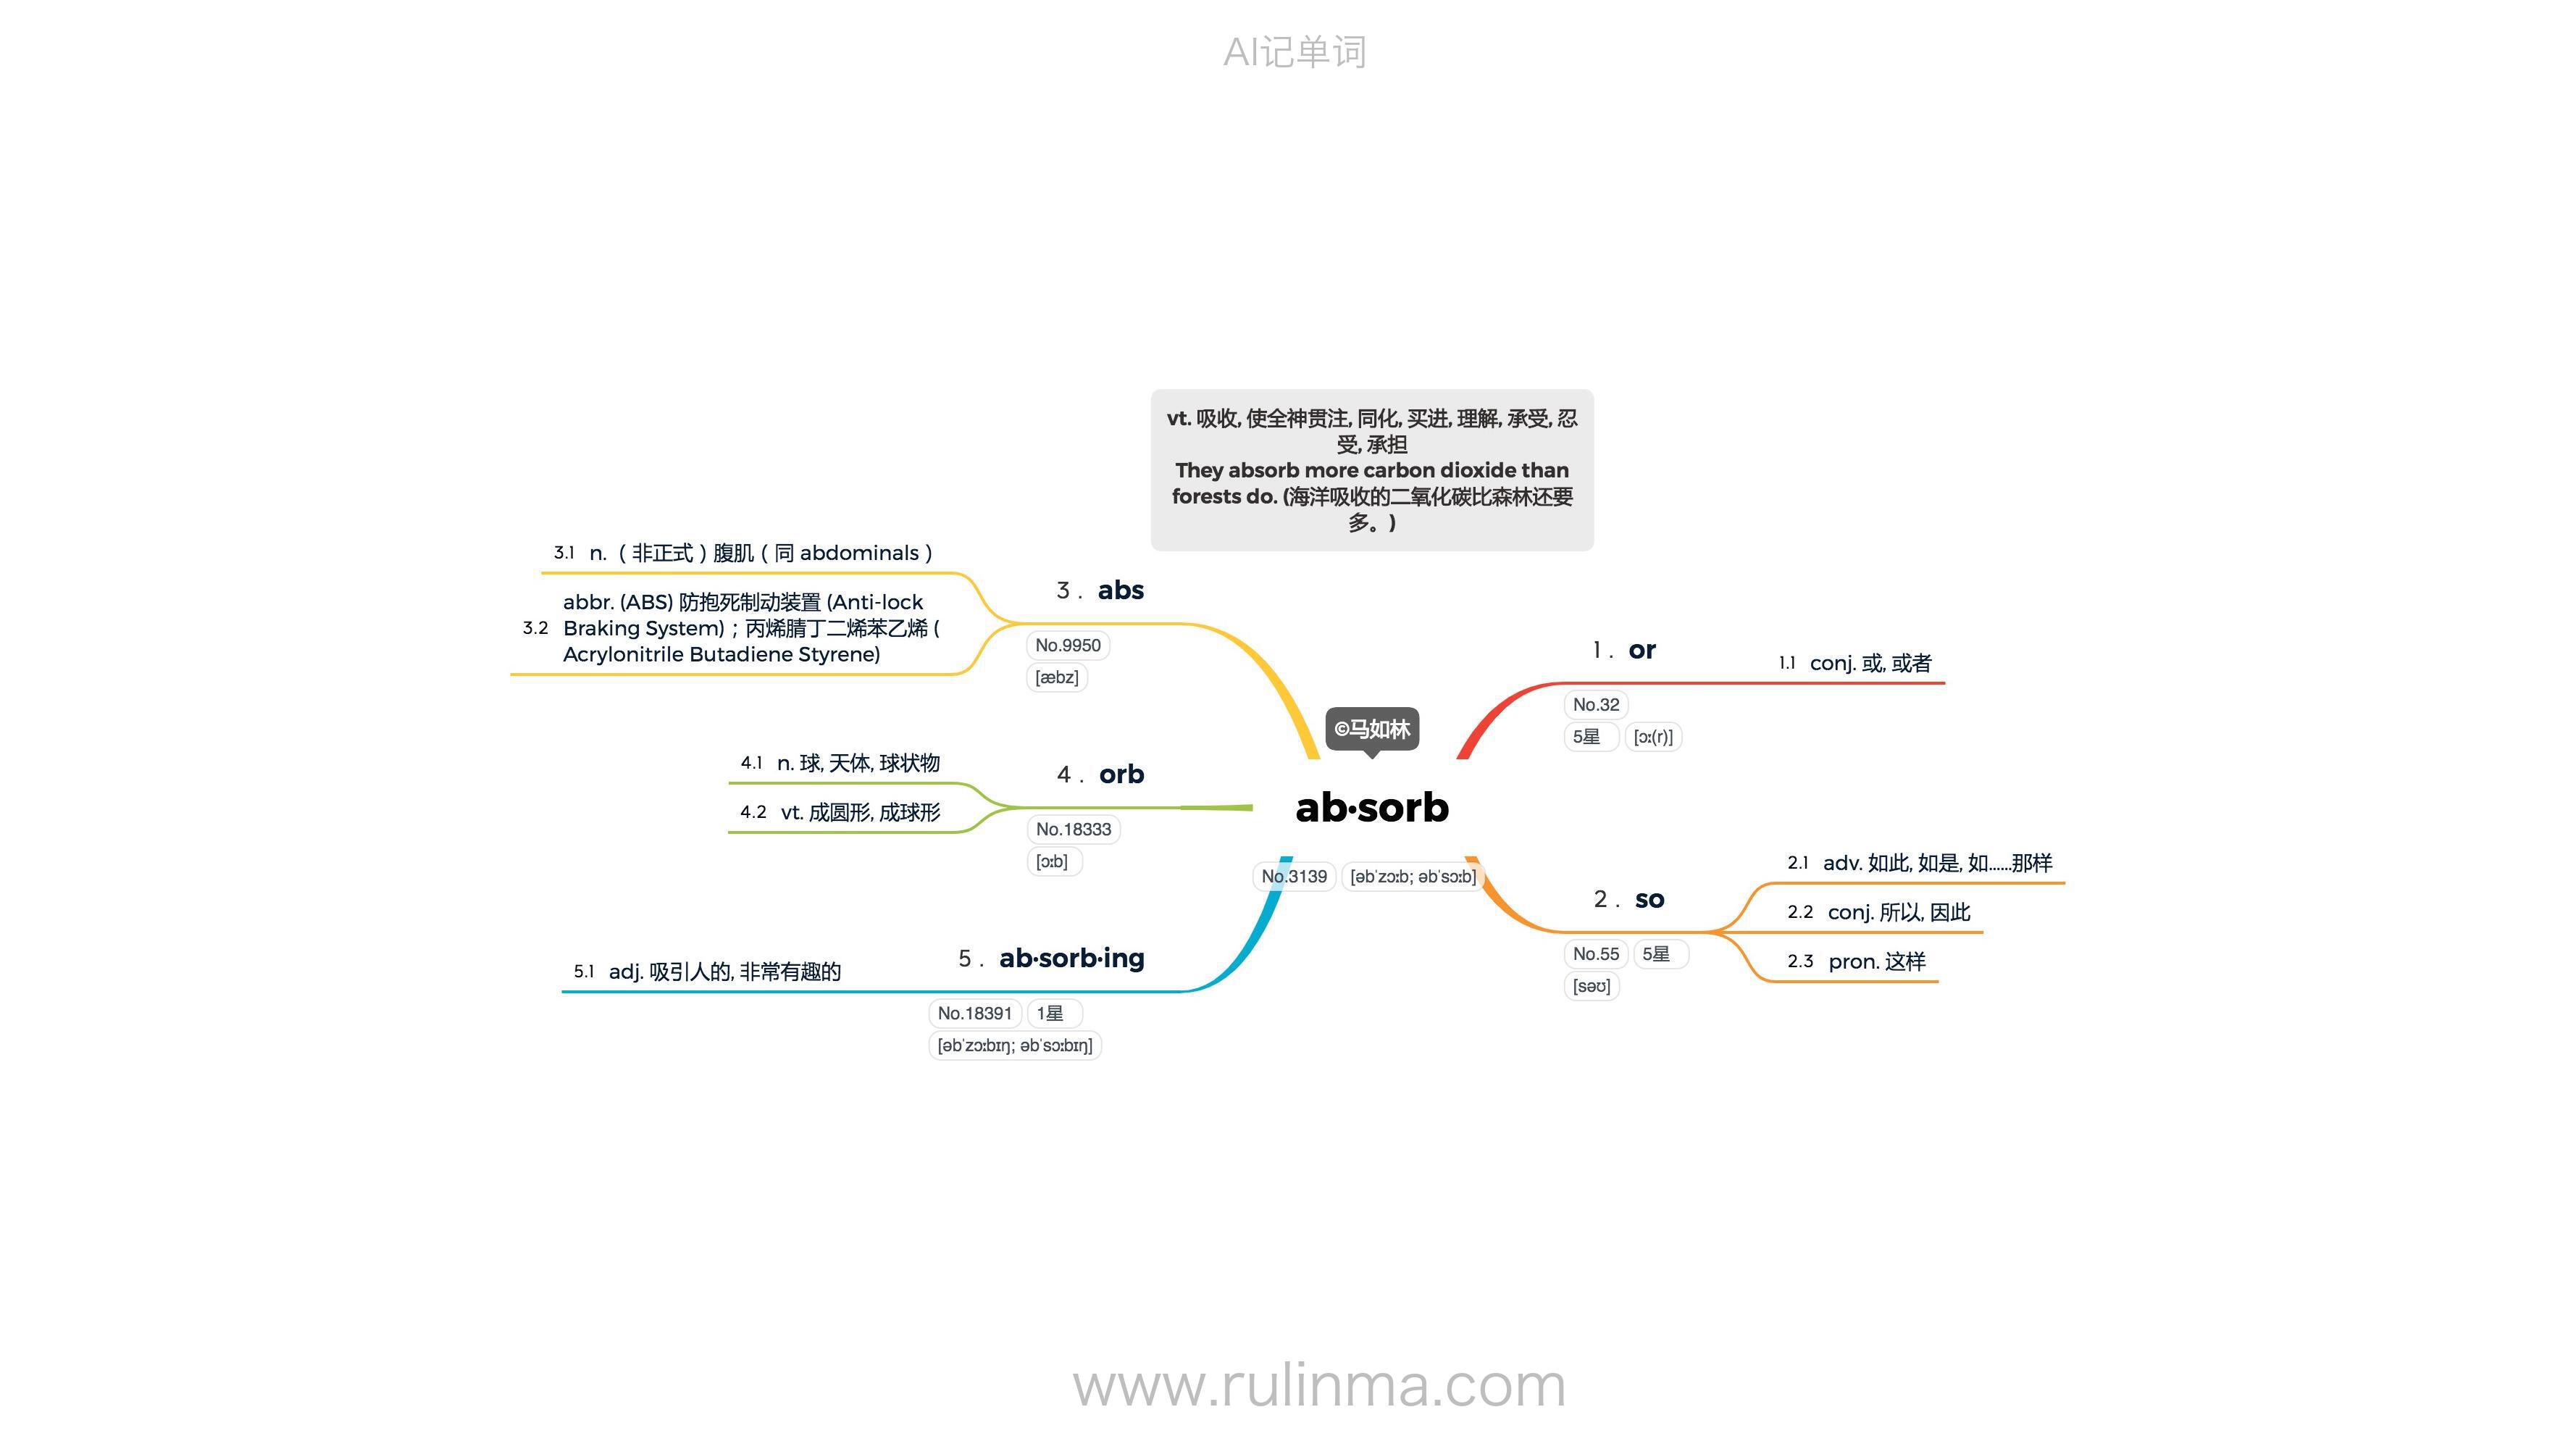 AI记单词
vt. 吸收, 使全神贯注, 同化, 买进, 理解, 承受, 忍
受, 承担
They absorb more carbon dioxide than
forests do. (海洋吸收的二氧化碳比森林还要
多。)
©马如林
ab·sorb
No.3139 [əbˈzɔːb; əbˈsɔːb]
1 . or
No.32
5星 [ɔː(r)]
1.1 conj. 或, 或者
2 . so
No.55 5星
[səʊ]
2.1 adv. 如此, 如是, 如……那样
2.2 conj. 所以, 因此
2.3 pron. 这样
3 . abs
No.9950
[æbz]
3.1 n.（非正式）腹肌（同 abdominals）
3.2 abbr. (ABS) 防抱死制动装置 (Anti-lock
Braking System)；丙烯腈丁二烯苯乙烯 (
Acrylonitrile Butadiene Styrene)
4 . orb
No.18333
[ɔːb]
4.1 n. 球, 天体, 球状物
4.2 vt. 成圆形, 成球形
5 . ab·sorb·ing
No.18391 1星
[əbˈzɔːbɪŋ; əbˈsɔːbɪŋ]
5.1 adj. 吸引人的, 非常有趣的
www.rulinma.com